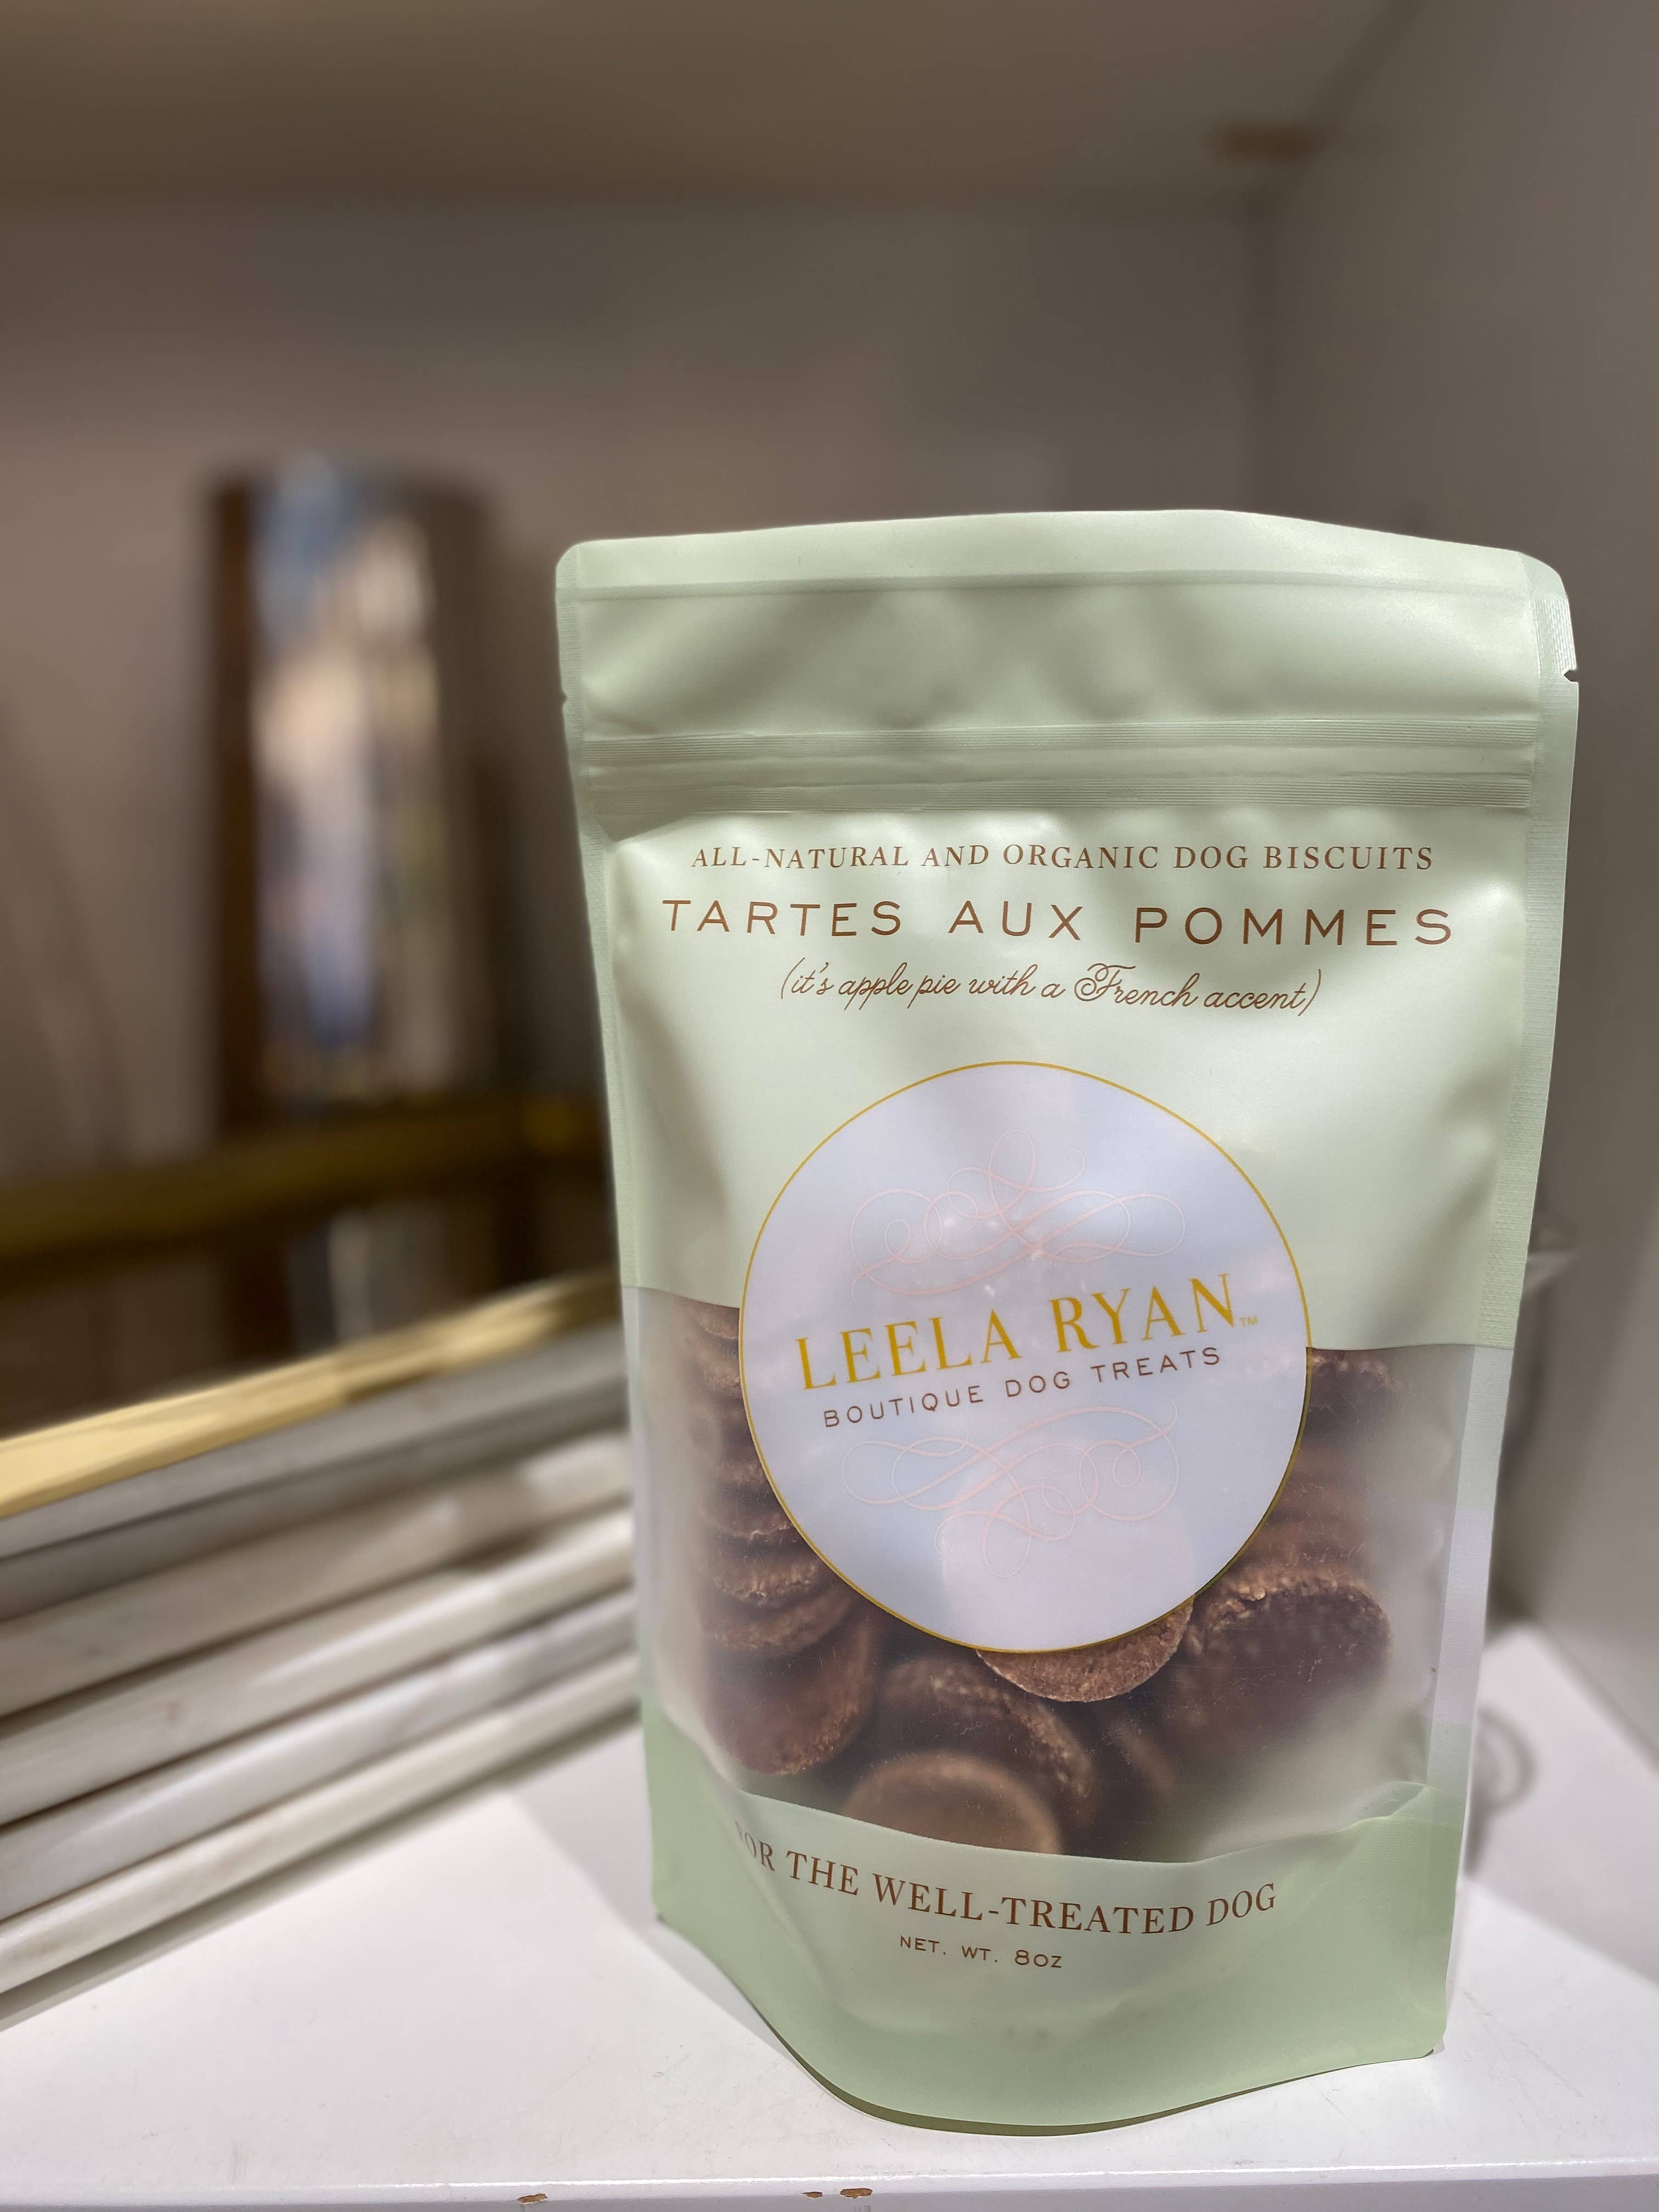 ALL-NATURAL AND ORGANIC DOG BISCUITS
TARTES AUX POMMES
(it's apple pie with a French accent)
LEELA RYAN™
BOUTIQUE DOG TREATS
FOR THE WELL-TREATED DOG
NET. WT. 8OZ